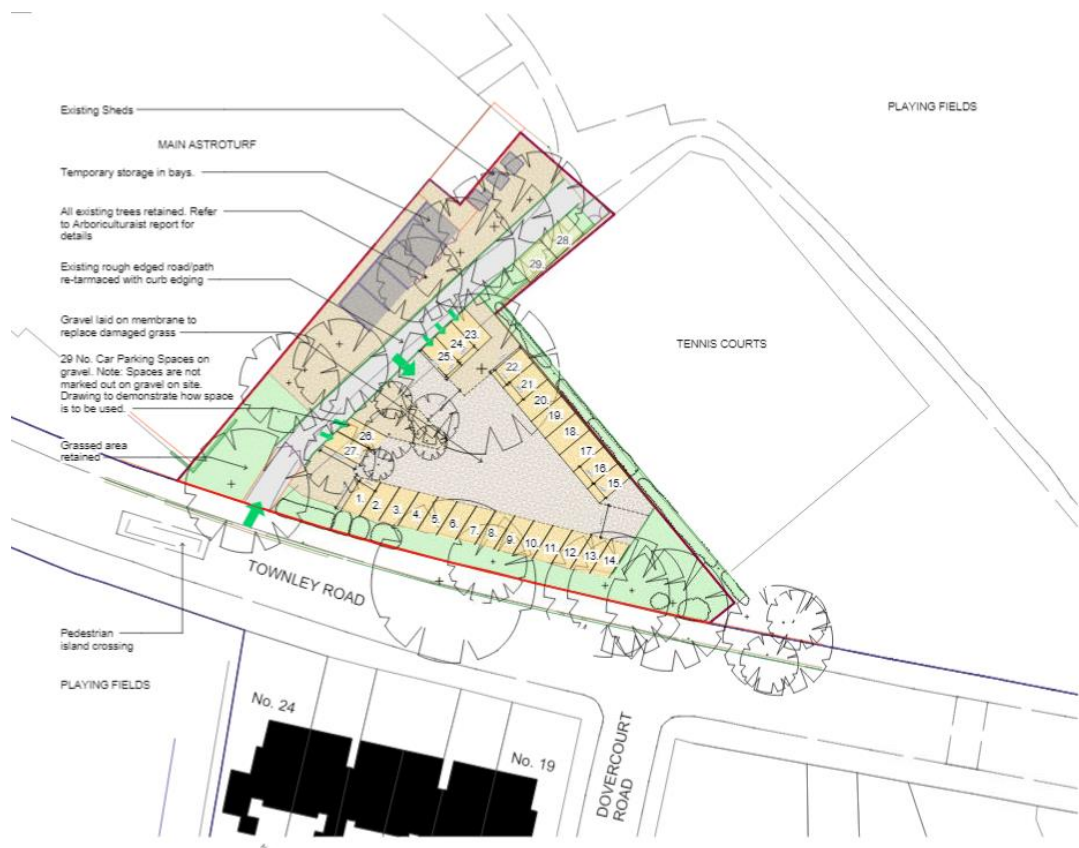 PLAYING FIELDS
Existing Sheds
MAIN ASTROTURF
Temporary storage in bays.
All existing trees retained. Refer
to Arboriculturaist report for
details
Existing rough edged road/path
re-tarmaced with curb edging
Gravel laid on membrane to
replace damaged grass
29 No. Car Parking Spaces on
gravel. Note: Spaces are not
marked out on gravel on site.
Drawing to demonstrate how space
is to be used.
Grassed area
retained
28.
29.
23.
24.
25.
TENNIS COURTS
22.
21.
20.
19.
18.
17.
16.
15.
26.
27.
1.
2.
3.
4.
5.
6.
7.
8.
9.
10.
11.
12.
13.
14.
TOWNLEY ROAD
Pedestrian
island crossing
PLAYING FIELDS
No. 24
No. 19
DOVERCOURT
ROAD